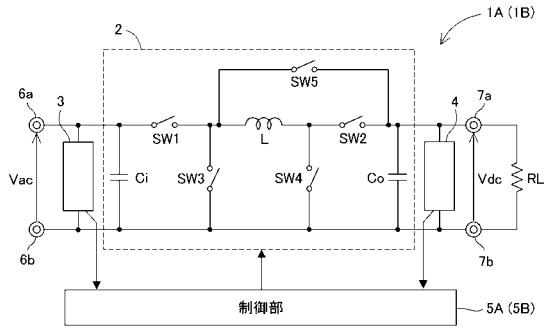 1A (1B)
2
SW5
6a
3
7a
4
SW1
L
SW2
Vac
Ci
SW3
SW4
Co
Vdc
RL
6b
7b
制御部
5A (5B)